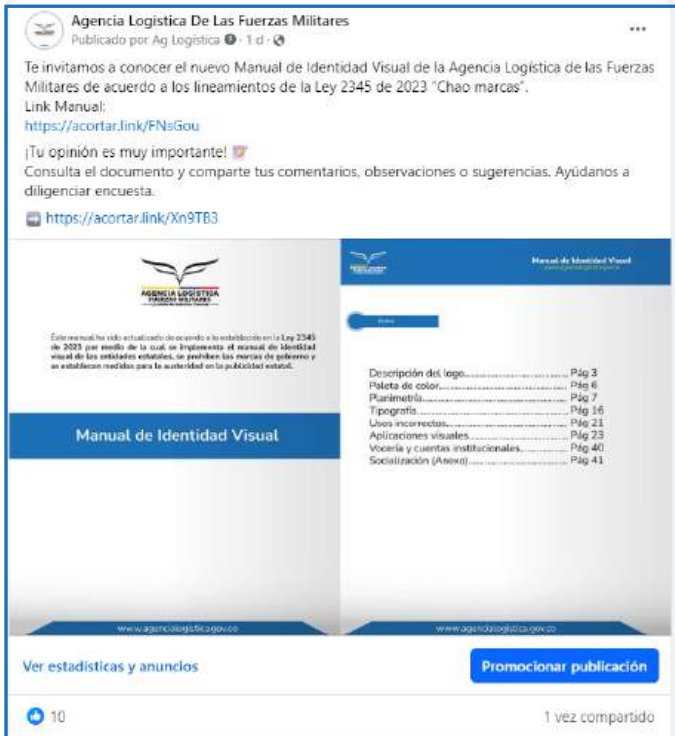 Agencia Logística De Las Fuerzas Militares
Publicado por Ag Logistica · 1 d ·
Te invitamos a conocer el nuevo Manual de Identidad Visual de la Agencia Logística de las Fuerzas
Militares de acuerdo a los lineamientos de la Ley 2345 de 2023 "Chao marcas".
Link Manual:
https://acortar.link/FNsGou
¡Tu opinión es muy importante!
Consulta el documento y comparte tus comentarios, observaciones o sugerencias. Ayúdanos a
diligenciar encuesta.
https://acortar.link/Xn9TB3
AGENCIA LOGÍSTICA
FUERZAS MILITARES
Este manual ha sido actualizado de acuerdo a lo establecido en la Ley 2345
de 2023 por medio de la cual se implementa el manual de identidad
visual de las entidades estatales, se prohíben las marcas de gobierno y
se establecen medidas para la austeridad en la publicidad estatal.
Manual de Identidad Visual
www.agencialogistica.gov.co
Manual de Identidad Visual
Descripción del logo Pág 3
Paleta de color Pág 6
Planimetría Pág 7
Tipografía Pág 16
Usos incorrectos Pág 21
Aplicaciones visuales Pág 23
Vocería y cuentas institucionales Pág 40
Socialización (Anexo) Pág 41
www.agencialogistica.gov.co
Ver estadísticas y anuncios
Promocionar publicación
10
1 vez compartido